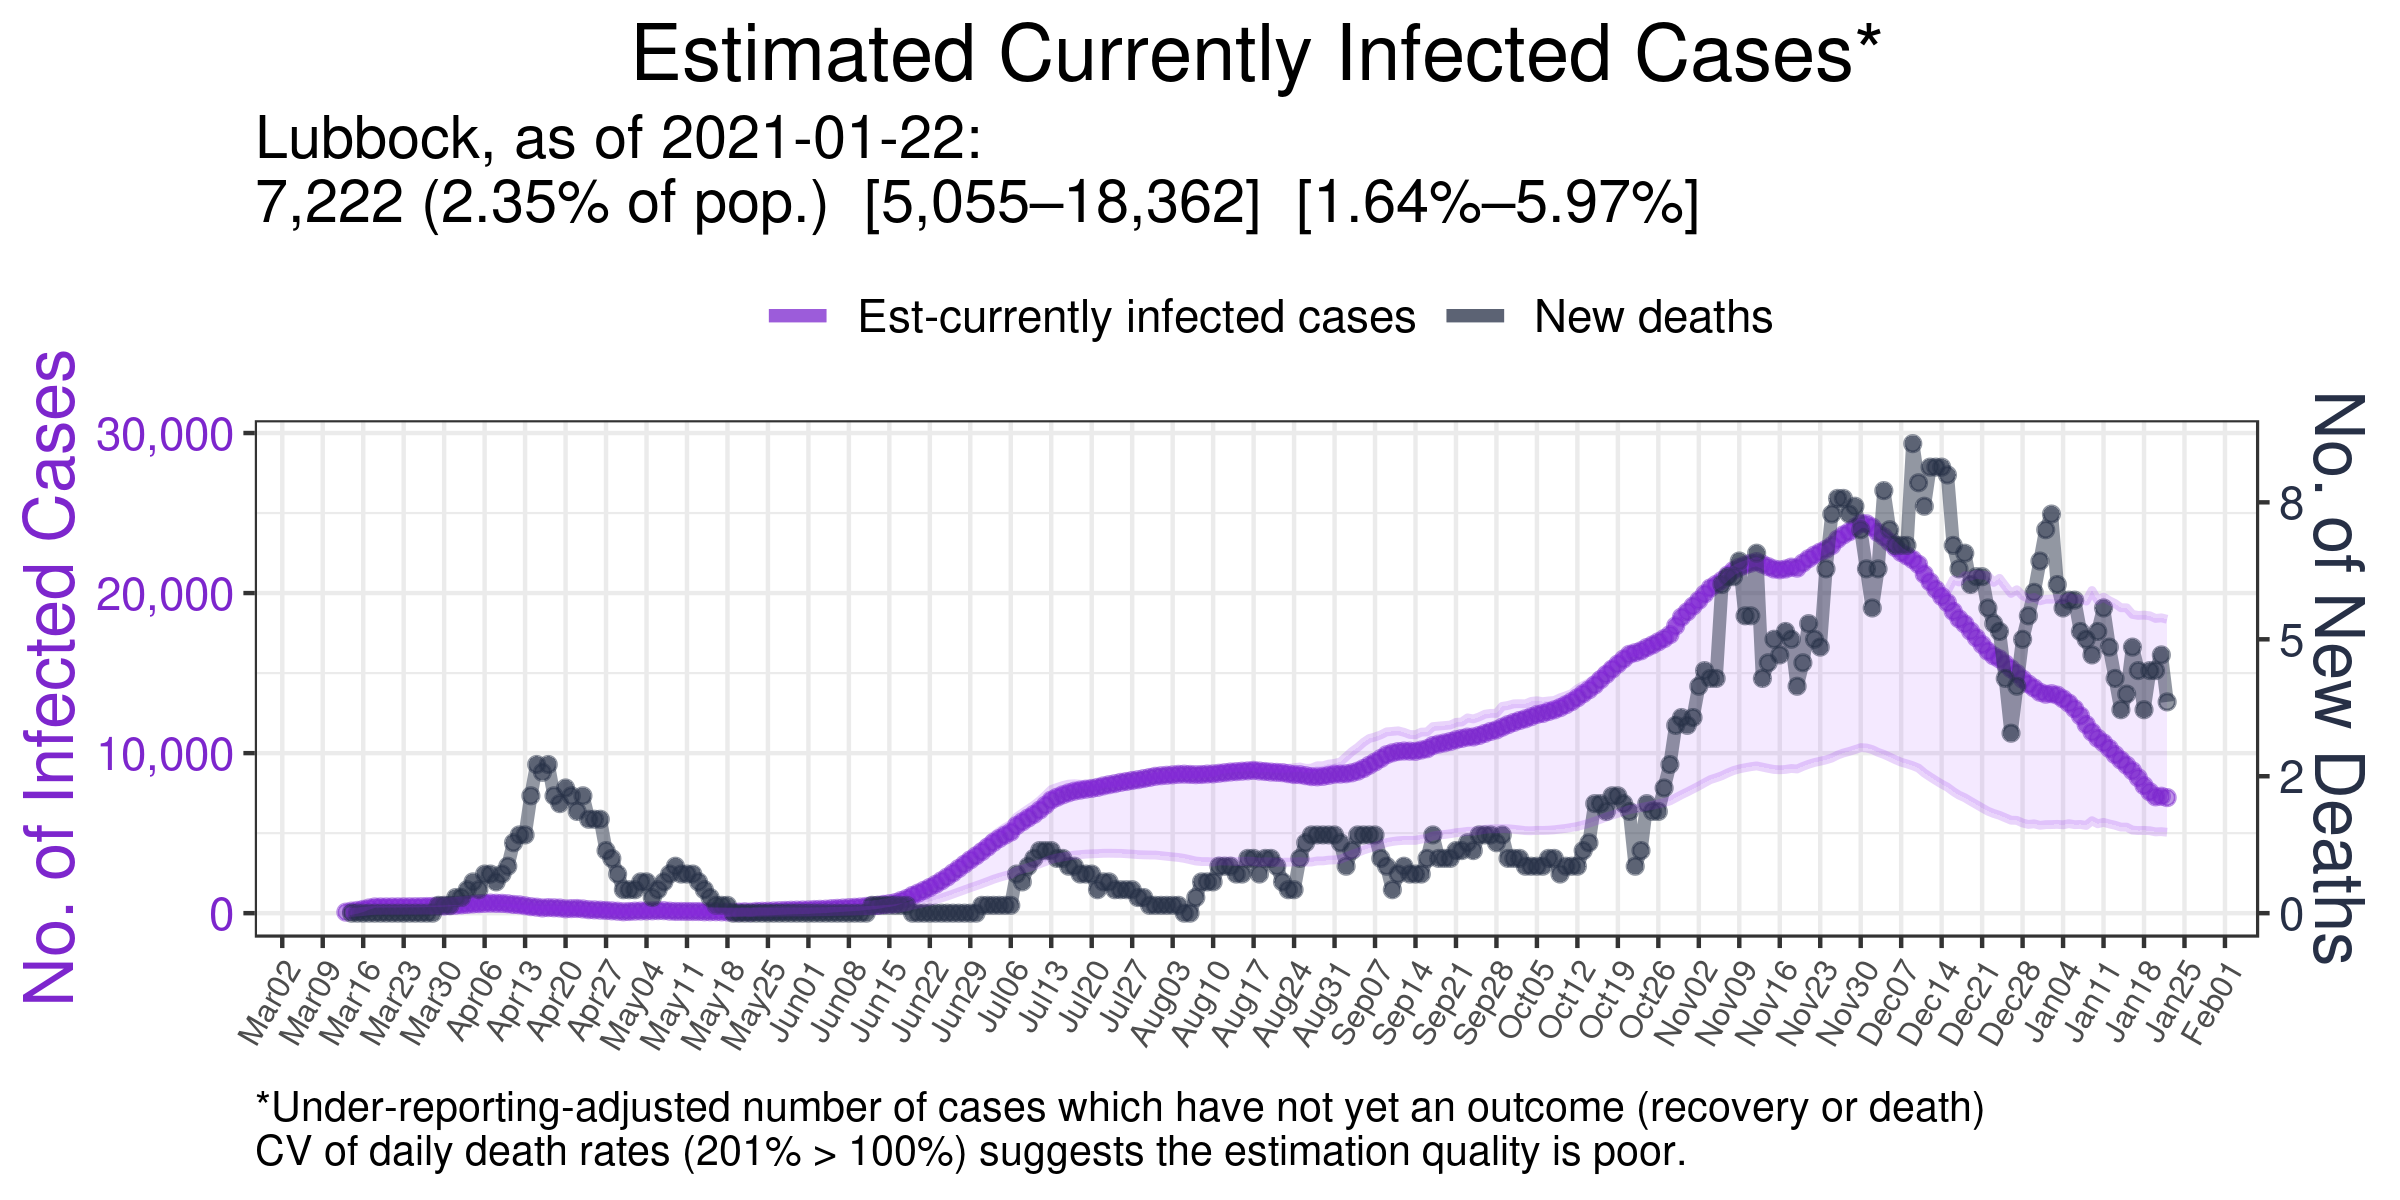 Estimated Currently Infected Cases*
Lubbock, as of 2021-01-22:
7,222 (2.35% of pop.)  [5,055–18,362]  [1.64%–5.97%]
Est-currently infected cases
New deaths
No. of Infected Cases
30,000
20,000
10,000
0
8
5
2
0
No. of New Deaths
Mar02
Mar09
Mar16
Mar23
Mar30
Apr06
Apr13
Apr20
Apr27
May04
May11
May18
May25
Jun01
Jun08
Jun15
Jun22
Jun29
Jul06
Jul13
Jul20
Jul27
Aug03
Aug10
Aug17
Aug24
Aug31
Sep07
Sep14
Sep21
Sep28
Oct05
Oct12
Oct19
Oct26
Nov02
Nov09
Nov16
Nov23
Nov30
Dec07
Dec14
Dec21
Dec28
Jan04
Jan11
Jan18
Jan25
Feb01
*Under-reporting-adjusted number of cases which have not yet an outcome (recovery or death)
CV of daily death rates (201% > 100%) suggests the estimation quality is poor.